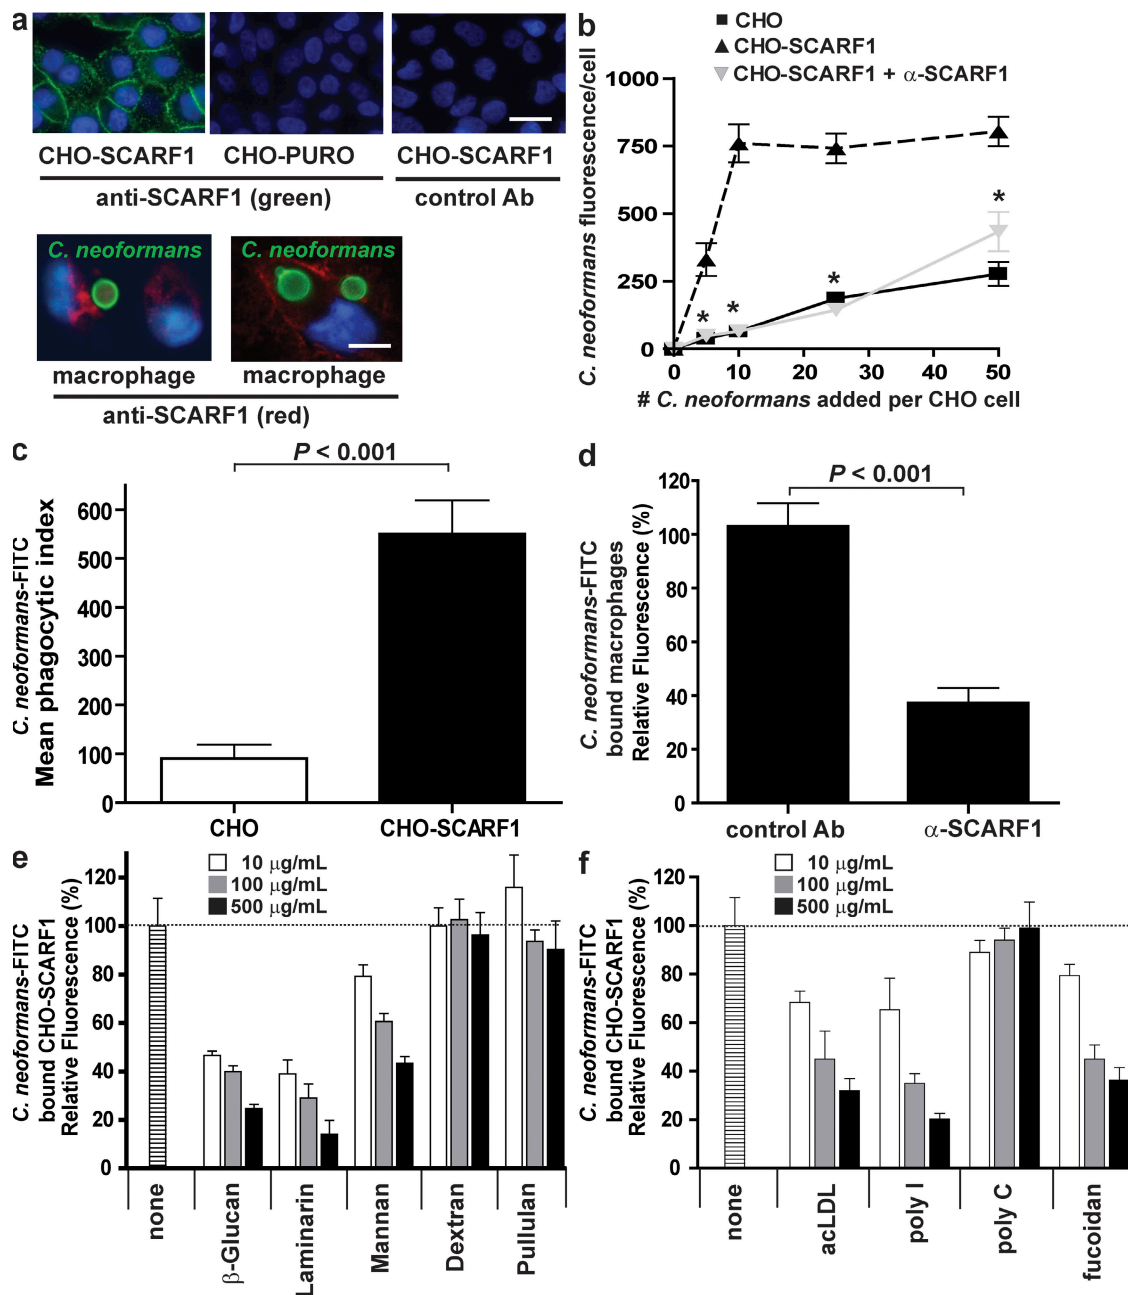 a
CHO-SCARF1
CHO-PURO
CHO-SCARF1
anti-SCARF1 (green)
control Ab
C. neoformans
C. neoformans
macrophage
macrophage
anti-SCARF1 (red)
b
CHO
CHO-SCARF1
CHO-SCARF1 + α-SCARF1
C. neoformans fluorescence/cell
1000
750
500
250
0
*
*
*
*
0
10
20
30
40
50
# C. neoformans added per CHO cell
c
P < 0.001
C. neoformans-FITC
Mean phagocytic index
600
500
400
300
200
100
0
CHO
CHO-SCARF1
d
P < 0.001
C. neoformans-FITC
bound macrophages
Relative Fluorescence (%)
120
100
80
60
40
20
0
control Ab
α-SCARF1
e
10 μg/mL
100 μg/mL
500 μg/mL
C. neoformans-FITC
bound CHO-SCARF1
Relative Fluorescence (%)
120
100
80
60
40
20
0
none
β-Glucan
Laminarin
Mannan
Dextran
Pullulan
f
10 μg/mL
100 μg/mL
500 μg/mL
C. neoformans-FITC
bound CHO-SCARF1
Relative Fluorescence (%)
120
100
80
60
40
20
0
none
acLDL
poly I
poly C
fucoidan